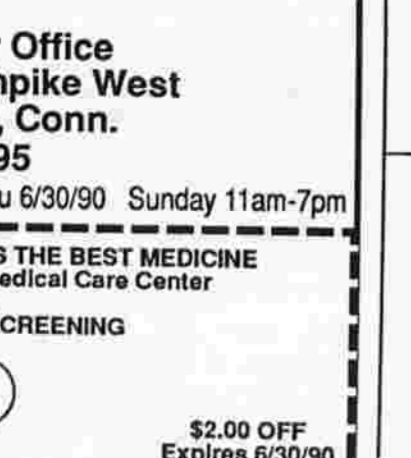 Office
npike West
, Conn.
95
u 6/30/90 Sunday 11am-7pm
S THE BEST MEDICINE
edical Care Center
CREENING
$2.00 OFF
Expires 6/30/90